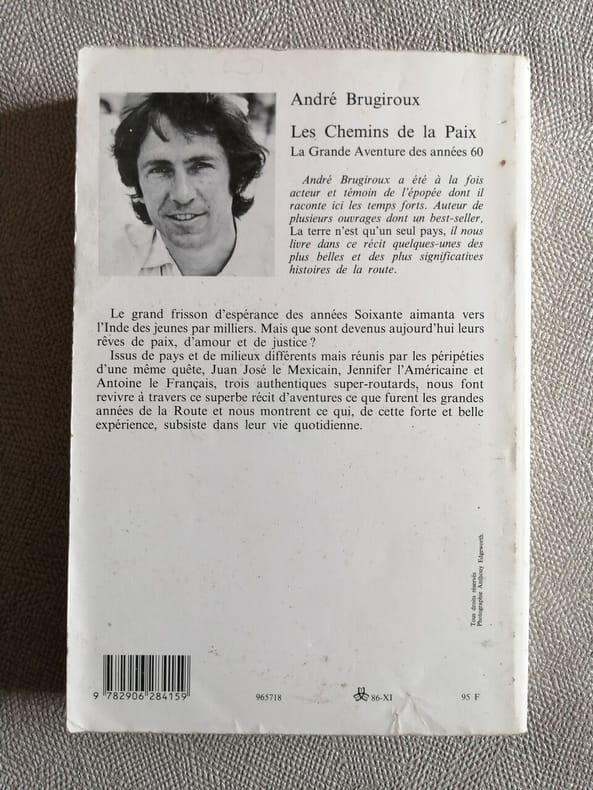 André Brugiroux
Les Chemins de la Paix
La Grande Aventure des années 60
André Brugiroux a été à la fois
acteur et témoin de l'épopée dont il
raconte ici les temps forts. Auteur de
plusieurs ouvrages dont un best-seller,
La terre n'est qu'un seul pays, il nous
livre dans ce récit quelques-unes des
plus belles et des plus significatives
histoires de la route.
Le grand frisson d'espérance des années Soixante aimanta vers
l'Inde des jeunes par milliers. Mais que sont devenus aujourd'hui leurs
rêves de paix, d'amour et de justice ?
Issus de pays et de milieux différents mais réunis par les péripéties
d'une même quête, Juan José le Mexicain, Jennifer l'Américaine et
Antoine le Français, trois authentiques super-routards, nous font
revivre à travers ce superbe récit d'aventures ce que furent les grandes
années de la Route et nous montrent ce qui, de cette forte et belle
expérience, subsiste dans leur vie quotidienne.
Tous droits réservés
Photographie Anthony Edgeworth.
9 782906 284159
965718
86-XI
95 F